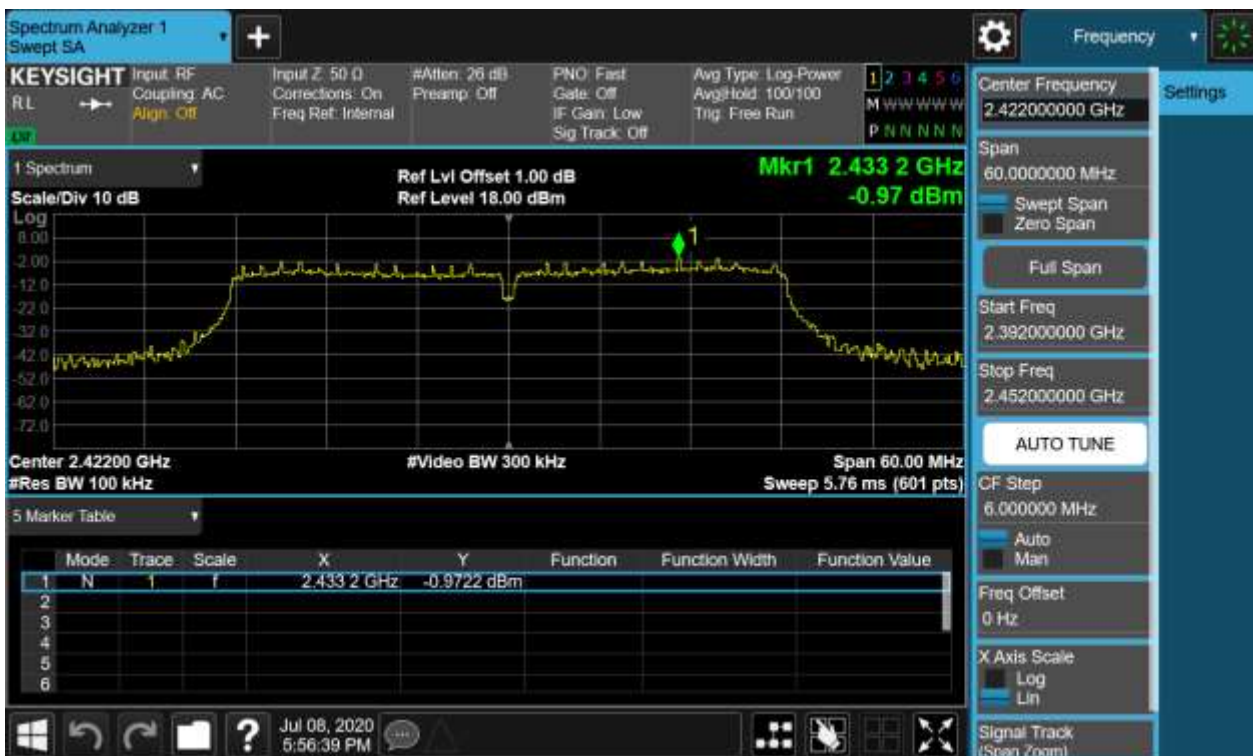 Spectrum Analyzer 1
Swept SA
+
Frequency
KEYSIGHT
RL
Input: RF
Coupling: AC
Align: Off
Input Z: 50 Ω
Corrections: On
Freq Ref: Internal
#Atten: 26 dB
Preamp: Off
PNO: Fast
Gate: Off
IF Gain: Low
Sig Track: Off
Avg Type: Log-Power
Avg|Hold: 100/100
Trig: Free Run
1 2 3 4 5 6
M W W W W W
P N N N N N
1 Spectrum
Scale/Div 10 dB
Ref Lvl Offset 1.00 dB
Ref Level 18.00 dBm
Mkr1 2.433 2 GHz
-0.97 dBm
Log
8.00
-2.00
-12.0
-22.0
-32.0
-42.0
-52.0
-62.0
-72.0
1
Center 2.42200 GHz
#Res BW 100 kHz
#Video BW 300 kHz
Span 60.00 MHz
Sweep 5.76 ms (601 pts)
5 Marker Table
Mode Trace Scale X Y Function Function Width Function Value
1 N 1 f 2.433 2 GHz -0.9722 dBm
2
3
4
5
6
?
Jul 08, 2020
5:56:39 PM
Center Frequency
2.422000000 GHz
Settings
Span
60.0000000 MHz
Swept Span
Zero Span
Full Span
Start Freq
2.392000000 GHz
Stop Freq
2.452000000 GHz
AUTO TUNE
CF Step
6.000000 MHz
Auto
Man
Freq Offset
0 Hz
X Axis Scale
Log
Lin
Signal Track
(Span Zoom)